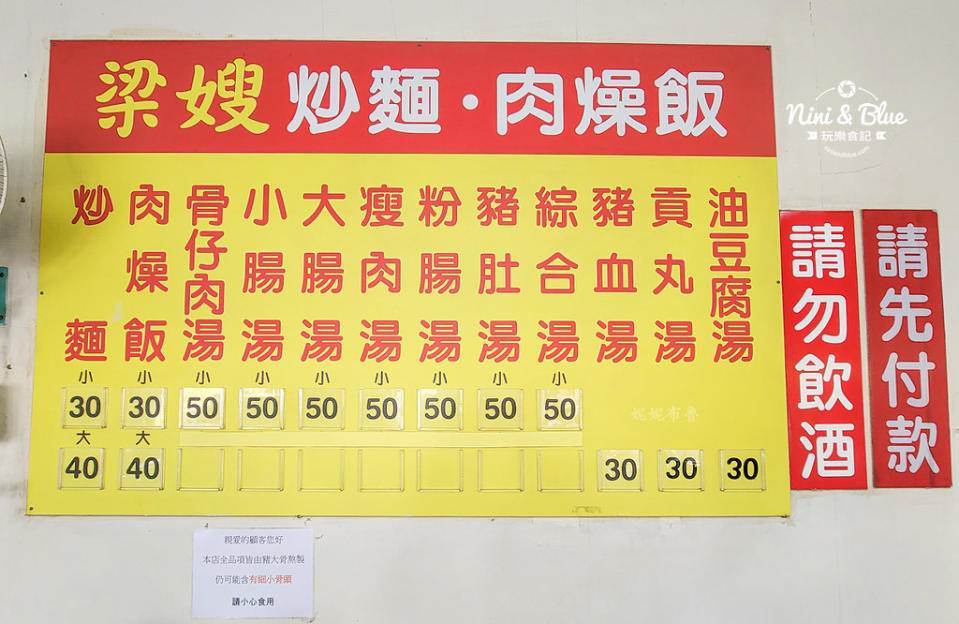 梁嫂 炒麵·肉燥飯
Nini & Blue
玩樂食記
炒麵
肉燥飯
骨仔肉湯
小腸湯
大腸湯
瘦肉湯
粉腸湯
豬肚湯
綜合湯
豬血湯
貢丸湯
油豆腐湯
小 小 小 小 小 小 小 小 小
30 30 50 50 50 50 50 50 50
大 大
40 40 30 30 30
妮妮布魯
請勿飲酒
請先付款
親愛的顧客您好
本店全品項皆由豬大骨熬製
仍可能含有細小骨頭
請小心食用